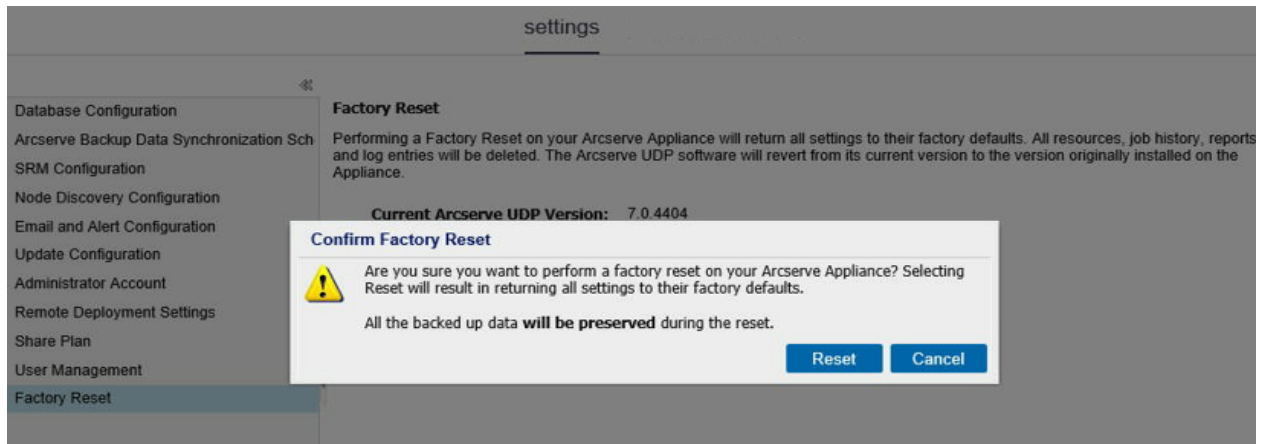 settings
Database Configuration
Arcserve Backup Data Synchronization Sch
SRM Configuration
Node Discovery Configuration
Email and Alert Configuration
Update Configuration
Administrator Account
Remote Deployment Settings
Share Plan
User Management
Factory Reset
Factory Reset
Performing a Factory Reset on your Arcserve Appliance will return all settings to their factory defaults. All resources, job history, reports
and log entries will be deleted. The Arcserve UDP software will revert from its current version to the version originally installed on the
Appliance.
Current Arcserve UDP Version: 7.0.4404
Confirm Factory Reset
Are you sure you want to perform a factory reset on your Arcserve Appliance? Selecting
Reset will result in returning all settings to their factory defaults.
All the backed up data will be preserved during the reset.
Reset Cancel